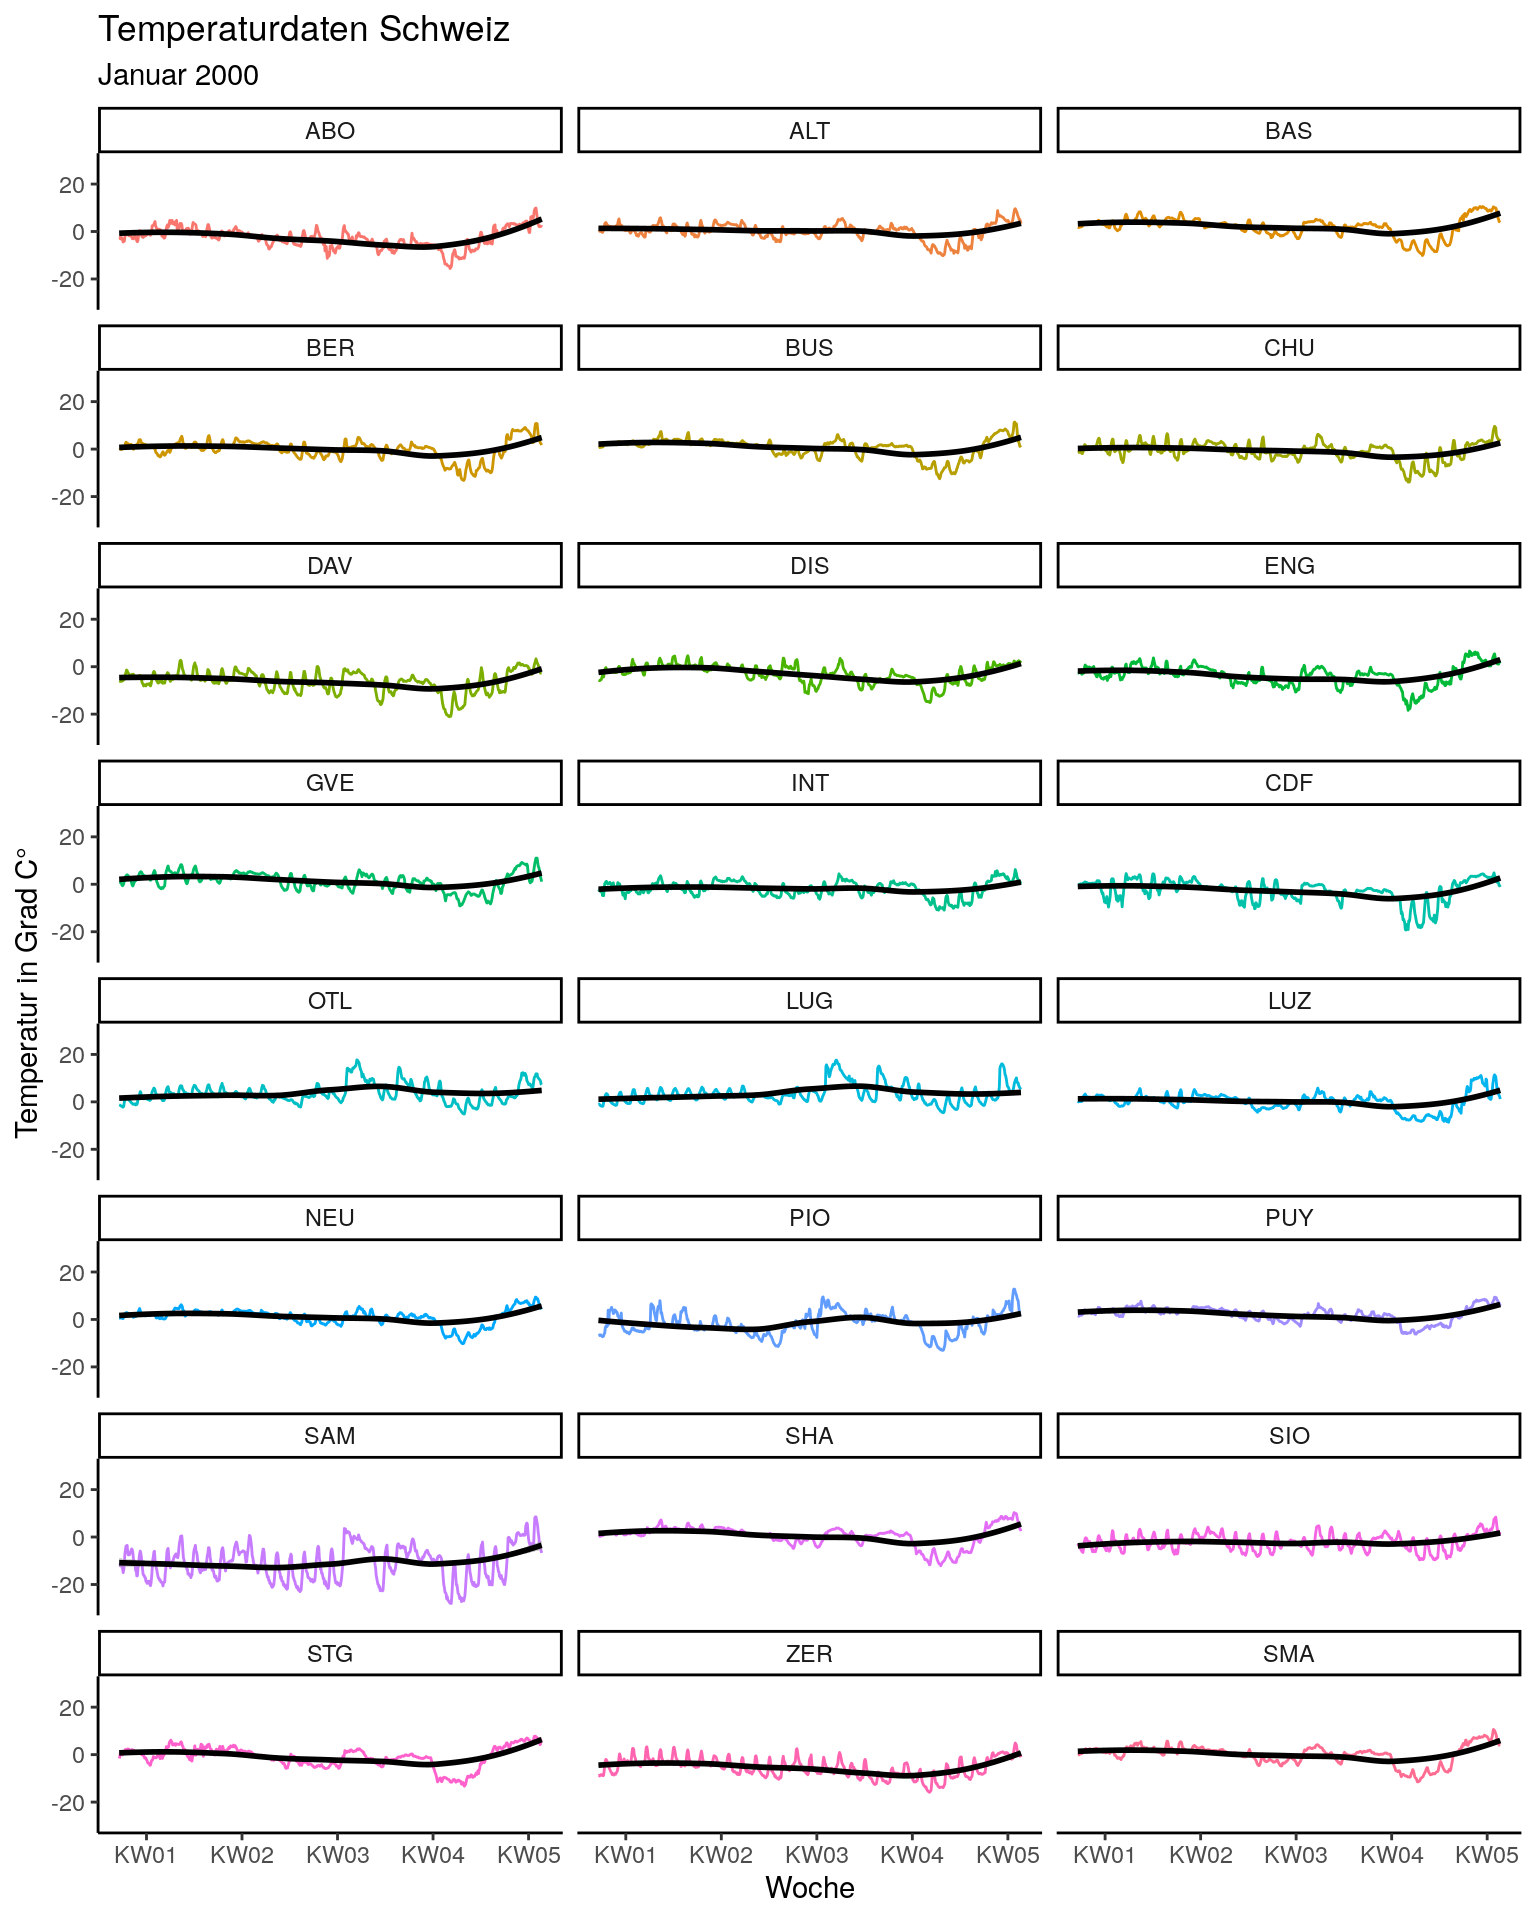 Temperaturdaten Schweiz
Januar 2000
ABO ALT BAS
20
0
-20
BER BUS CHU
20
0
-20
DAV DIS ENG
20
0
-20
GVE INT CDF
20
0
-20
OTL LUG LUZ
20
0
-20
NEU PIO PUY
20
0
-20
SAM SHA SIO
20
0
-20
STG ZER SMA
20
0
-20
KW01 KW02 KW03 KW04 KW05 KW01 KW02 KW03 KW04 KW05 KW01 KW02 KW03 KW04 KW05
Woche
Temperatur in Grad C°